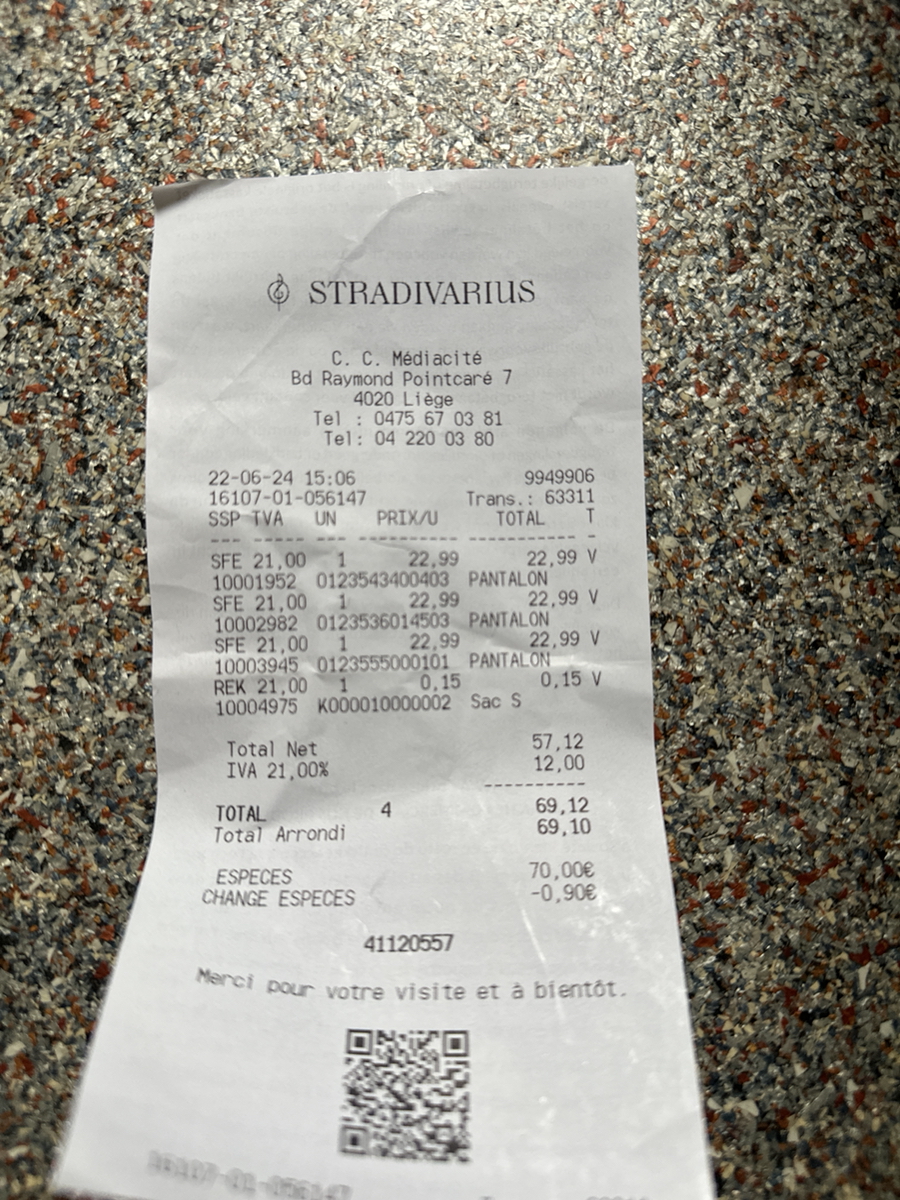 STRADIVARIUS
C. C. Médiacité
Bd Raymond Pointcaré 7
4020 Liège
Tel : 0475 67 03 81
Tel: 04 220 03 80
22-06-24 15:06 9949906
16107-01-056147 Trans.: 63311
SSP TVA UN PRIX/U TOTAL T
--- ---- --- ---------- ----------- -
SFE 21,00 1 22,99 22,99 V
10001952 0123543400403 PANTALON
SFE 21,00 1 22,99 22,99 V
10002982 0123536014503 PANTALON
SFE 21,00 1 22,99 22,99 V
10003945 0123555000101 PANTALON
REK 21,00 1 0,15 0,15 V
10004975 K000010000002 Sac S
Total Net 57,12
IVA 21,00% 12,00
----------
TOTAL 4 69,12
Total Arrondi 69,10
ESPECES 70,00€
CHANGE ESPECES -0,90€
41120557
Merci pour votre visite et à bientôt.
16107-01-056147